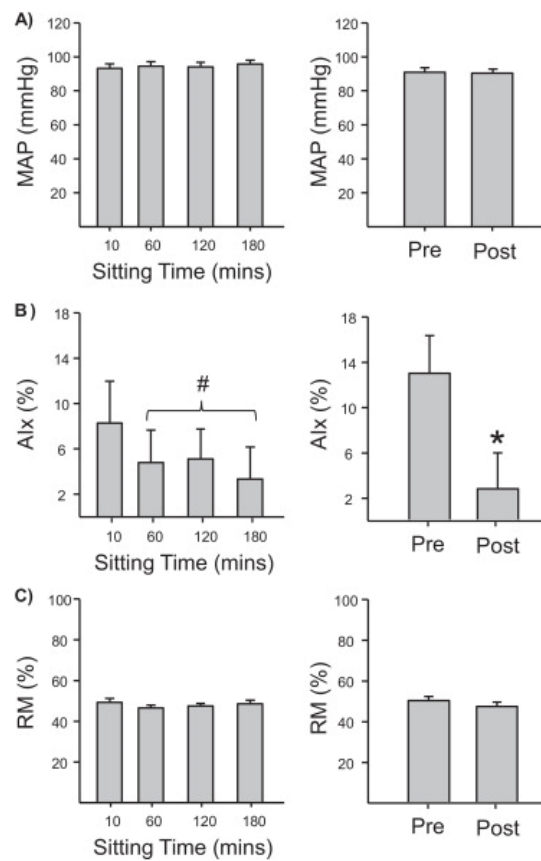 A)
MAP (mmHg)
120
100
80
60
40
20
10 60 120 180
Sitting Time (mins)
MAP (mmHg)
120
100
80
60
40
20
Pre Post
B)
AIx (%)
18
14
10
6
2
#
10 60 120 180
Sitting Time (mins)
AIx (%)
18
14
10
6
2
*
Pre Post
C)
RM (%)
100
80
60
40
20
10 60 120 180
Sitting Time (mins)
RM (%)
100
80
60
40
20
Pre Post